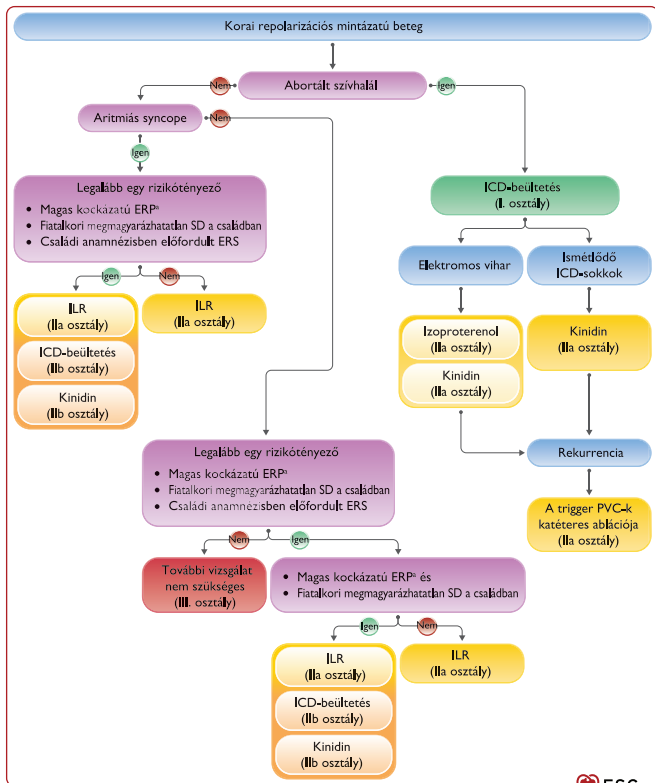 Korai repolarizációs mintázatú beteg
Nem
Abortált szívhalál
Igen
Aritmiás syncope
Nem
Igen
Legalább egy rizikótényező
• Magas kockázatú ERPᵃ
• Fiatalkori megmagyarázhatatlan SD a családban
• Családi anamnézisben előfordult ERS
Igen
Nem
ILR
(IIa osztály)
ICD-beültetés
(IIb osztály)
Kinidin
(IIb osztály)
ILR
(IIa osztály)
ICD-beültetés
(I. osztály)
Elektromos vihar
Ismétlődő
ICD-sokkok
Izoproterenol
(IIa osztály)
Kinidin
(IIa osztály)
Kinidin
(IIa osztály)
Rekurrencia
A trigger PVC-k
katéteres ablációja
(IIa osztály)
Legalább egy rizikótényező
• Magas kockázatú ERPᵃ
• Fiatalkori megmagyarázhatatlan SD a családban
• Családi anamnézisben előfordult ERS
Nem
Igen
További vizsgálat
nem szükséges
(III. osztály)
• Magas kockázatú ERPᵃ és
• Fiatalkori megmagyarázhatatlan SD a családban
Igen
Nem
ILR
(IIa osztály)
ICD-beültetés
(IIb osztály)
Kinidin
(IIb osztály)
ILR
(IIa osztály)
ESC